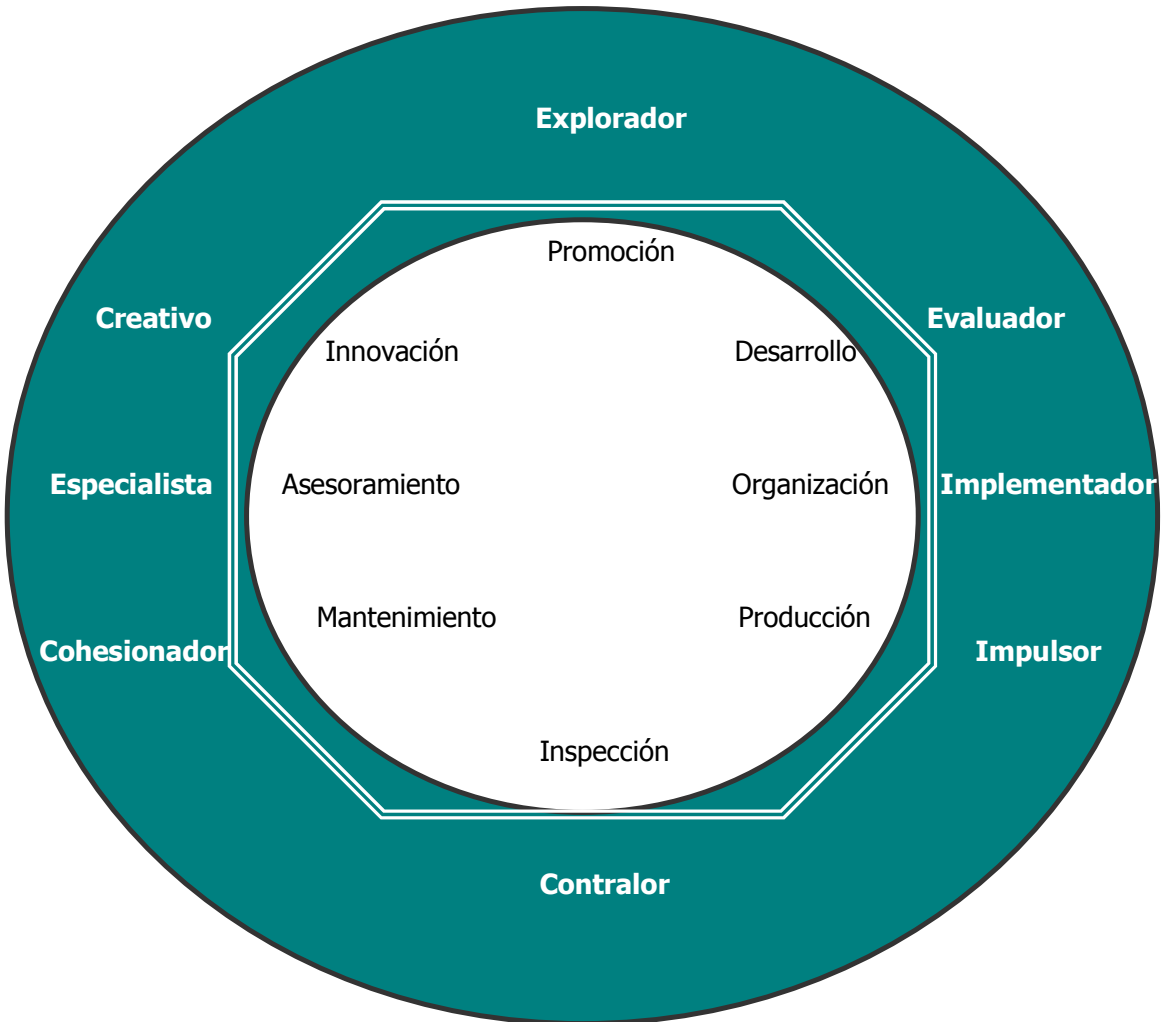 Explorador
Promoción
Creativo
Evaluador
Innovación
Desarrollo
Especialista
Asesoramiento
Organización
Implementador
Mantenimiento
Producción
Cohesionador
Impulsor
Inspección
Contralor